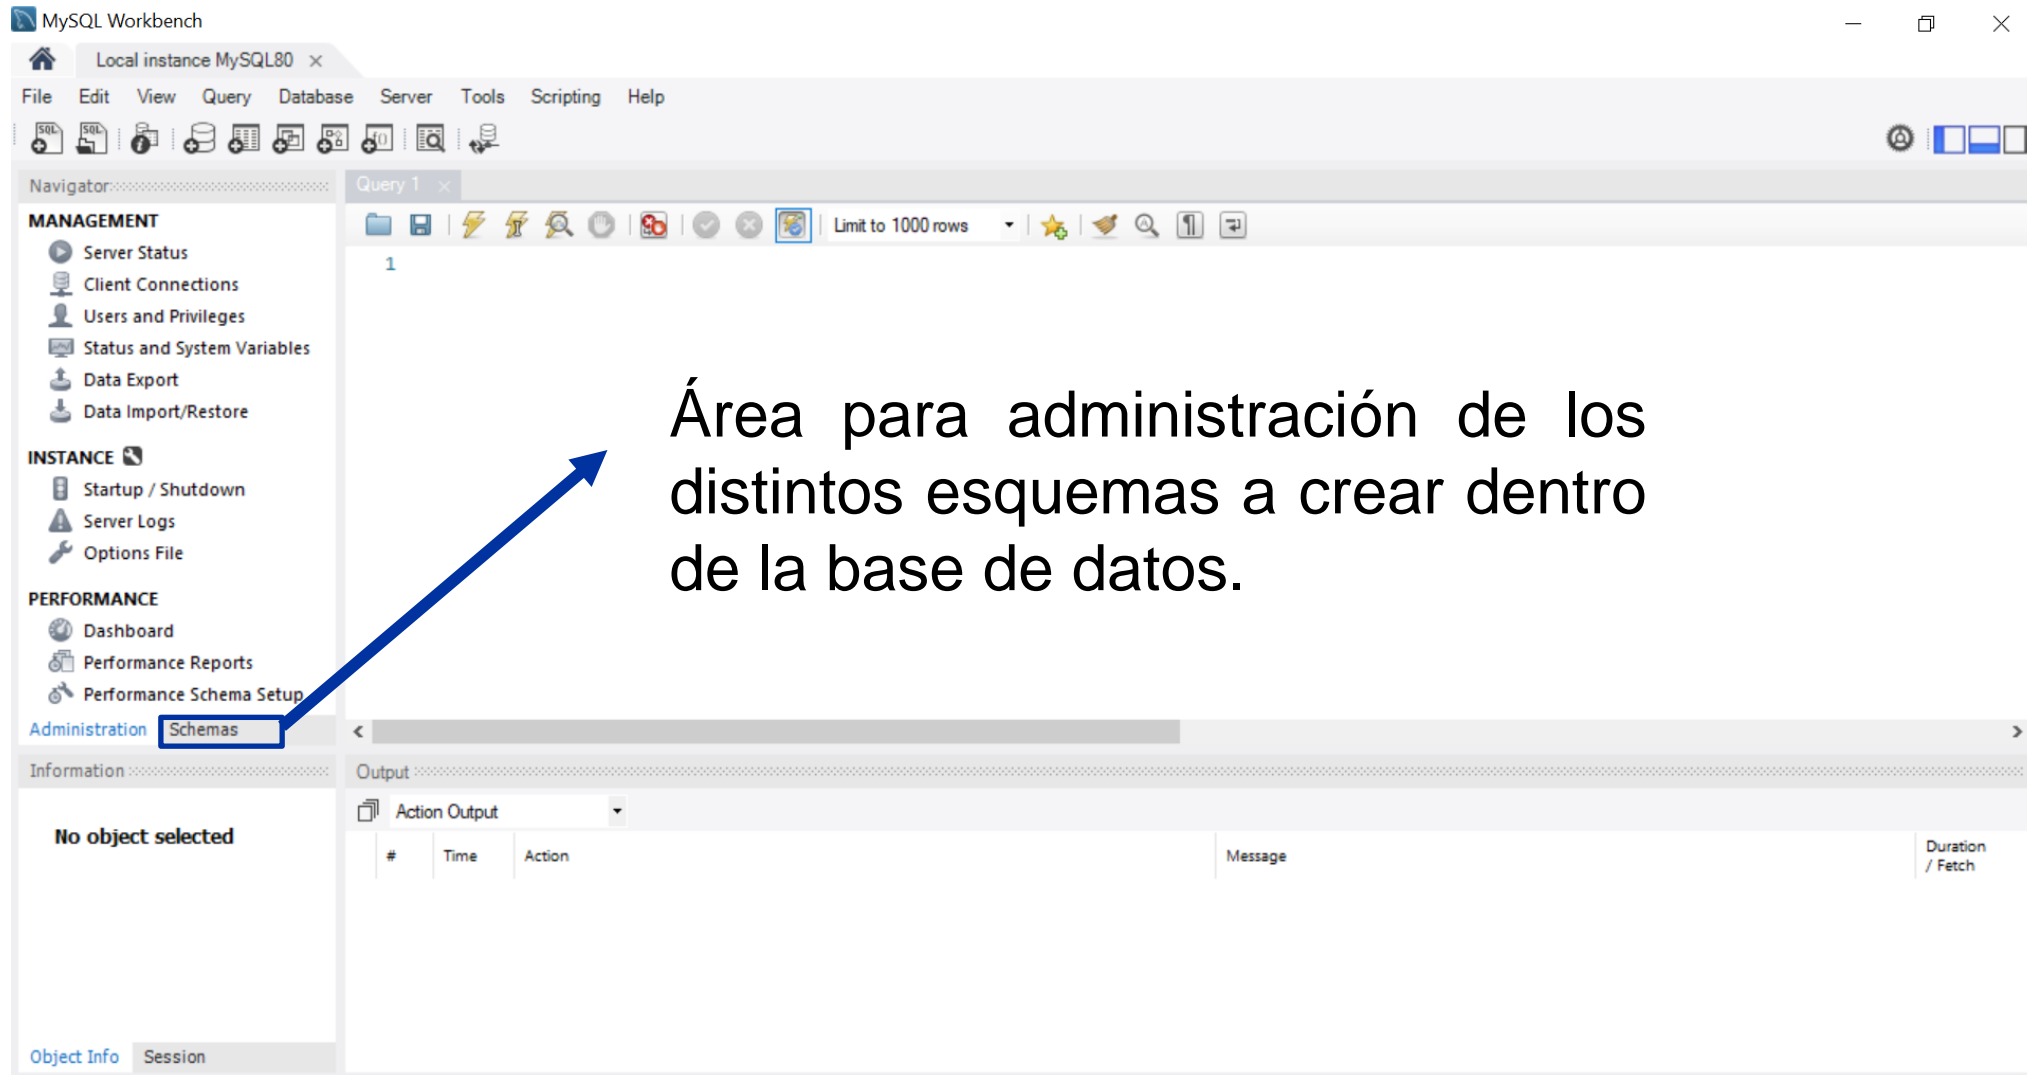 MySQL Workbench
Local instance MySQL80
File Edit View Query Database Server Tools Scripting Help
Navigator
MANAGEMENT
Server Status
Client Connections
Users and Privileges
Status and System Variables
Data Export
Data Import/Restore
INSTANCE
Startup / Shutdown
Server Logs
Options File
PERFORMANCE
Dashboard
Performance Reports
Performance Schema Setup
Administration Schemas
Information
No object selected
Object Info Session
Query 1
Limit to 1000 rows
1
Área para administración de los
distintos esquemas a crear dentro
de la base de datos.
Output
Action Output
# Time Action Message Duration
/ Fetch